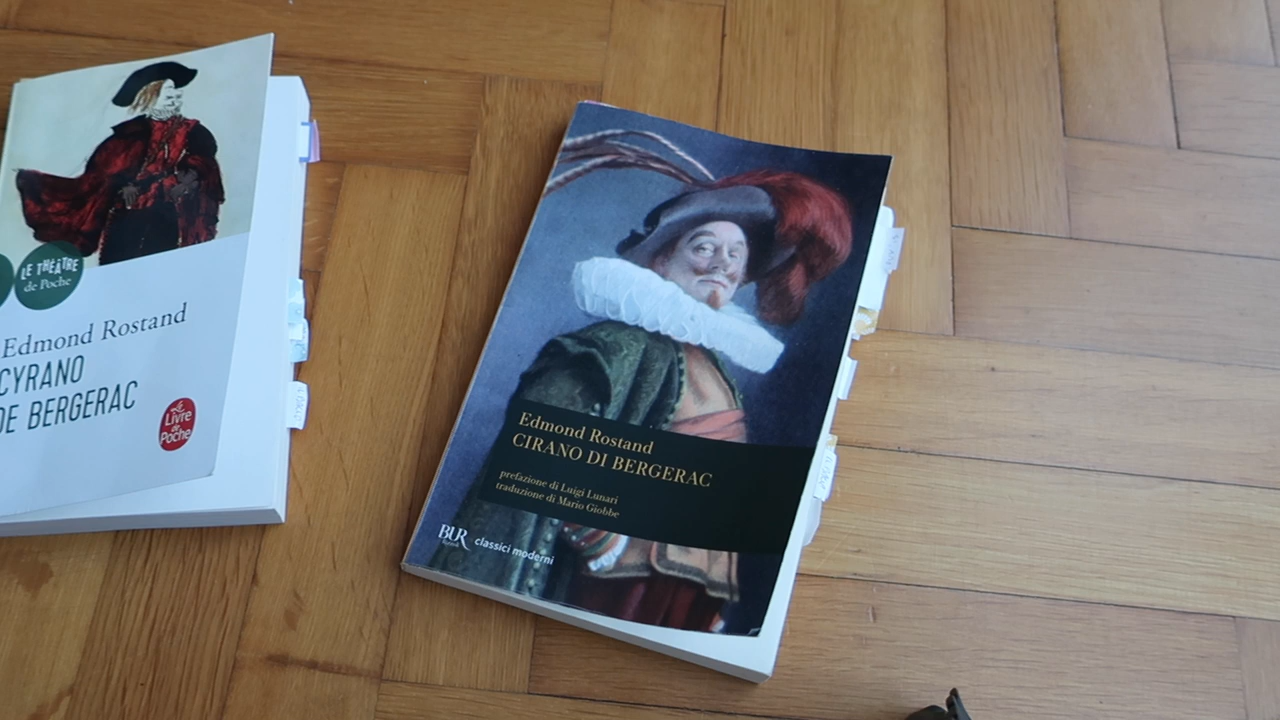 LE THÉÂTRE
de Poche
Edmond Rostand
CYRANO
DE BERGERAC
Le
Livre
de
Poche
Edmond Rostand
CIRANO DI BERGERAC
prefazione di Luigi Lunari
traduzione di Mario Giobbe
BUR
Rizzoli
classici moderni